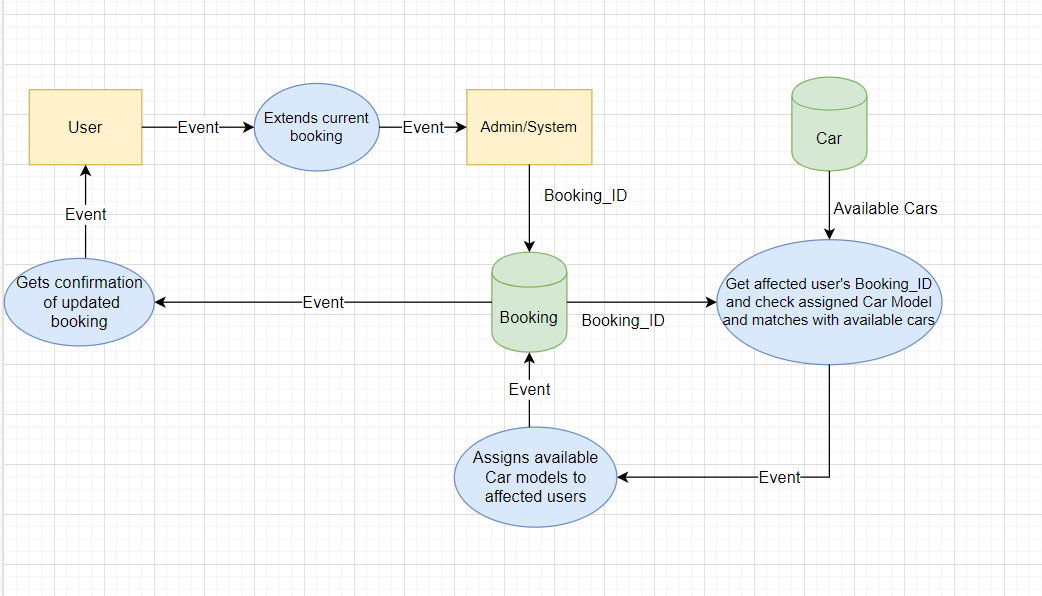 User
Event
Extends current
booking
Event
Admin/System
Car
Booking_ID
Available Cars
Event
Gets confirmation
of updated
booking
Event
Booking
Booking_ID
Get affected user's Booking_ID
and check assigned Car Model
and matches with available cars
Event
Assigns available
Car models to
affected users
Event